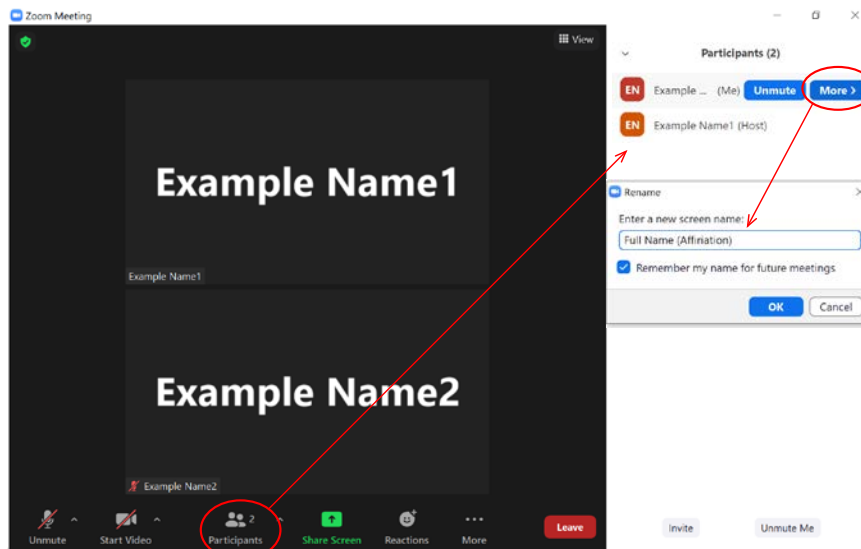 Zoom Meeting
View
Example Name1
Example Name1
Example Name2
Example Name2
Unmute
Start Video
2
Participants
Share Screen
Reactions
More
Leave
Participants (2)
EN Example ... (Me) Unmute More >
EN Example Name1 (Host)
Rename
Enter a new screen name:
Full Name (Affiriation)
Remember my name for future meetings
OK Cancel
Invite Unmute Me